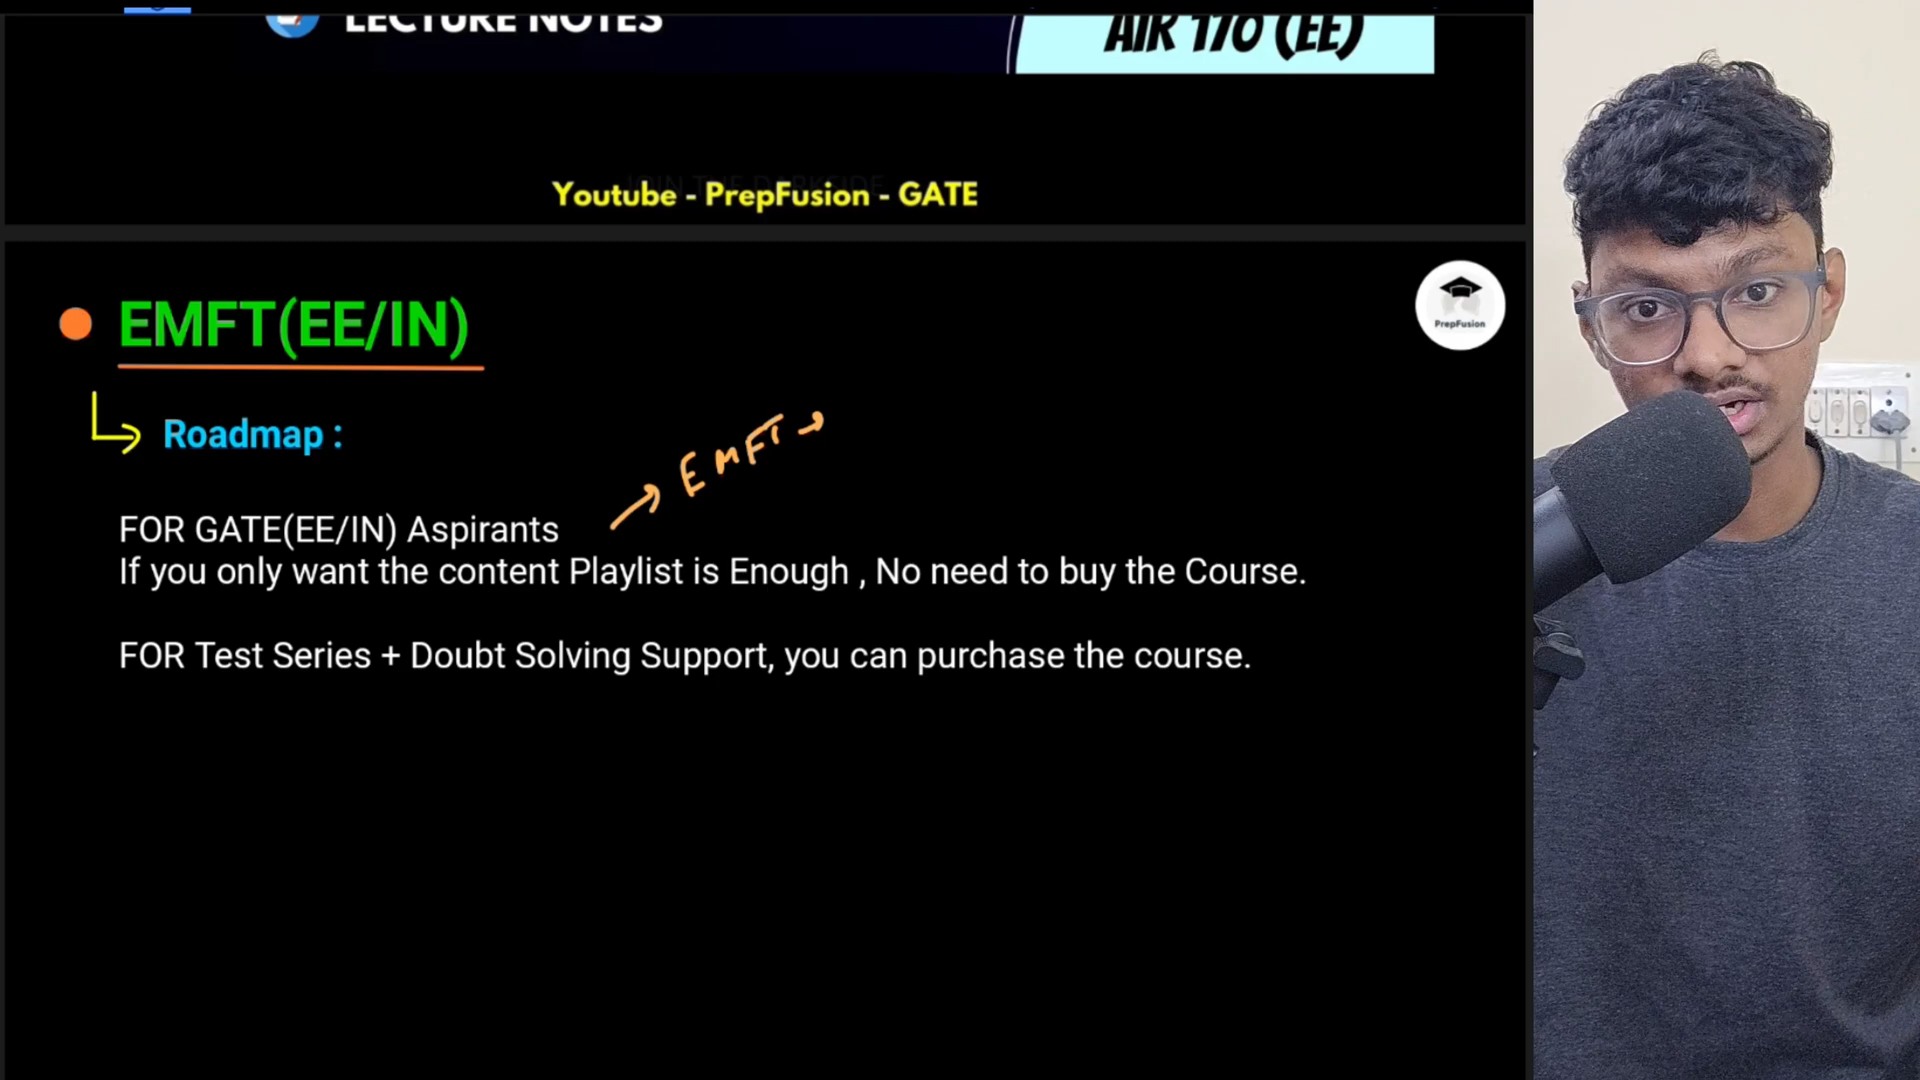 LECTURE NOTES
AIR 170 (EE)
Youtube - PrepFusion - GATE
EMFT(EE/IN)
PrepFusion
Roadmap :
EMFT
FOR GATE(EE/IN) Aspirants
If you only want the content Playlist is Enough , No need to buy the Course.
FOR Test Series + Doubt Solving Support, you can purchase the course.